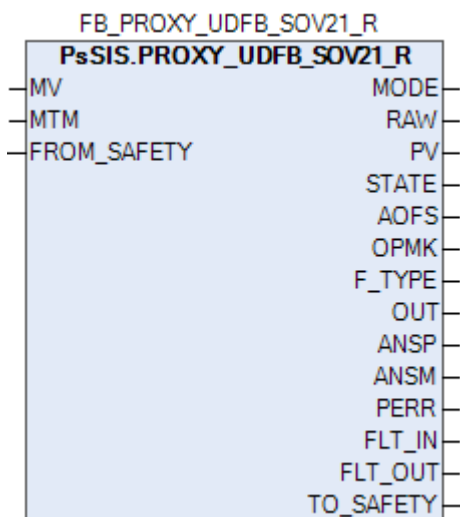 FB_PROXY_UDFB_SOV21_R
PsSIS.PROXY_UDFB_SOV21_R
MV MODE
MTM RAW
FROM_SAFETY PV
STATE
AOFS
OPMK
F_TYPE
OUT
ANSP
ANSM
PERR
FLT_IN
FLT_OUT
TO_SAFETY